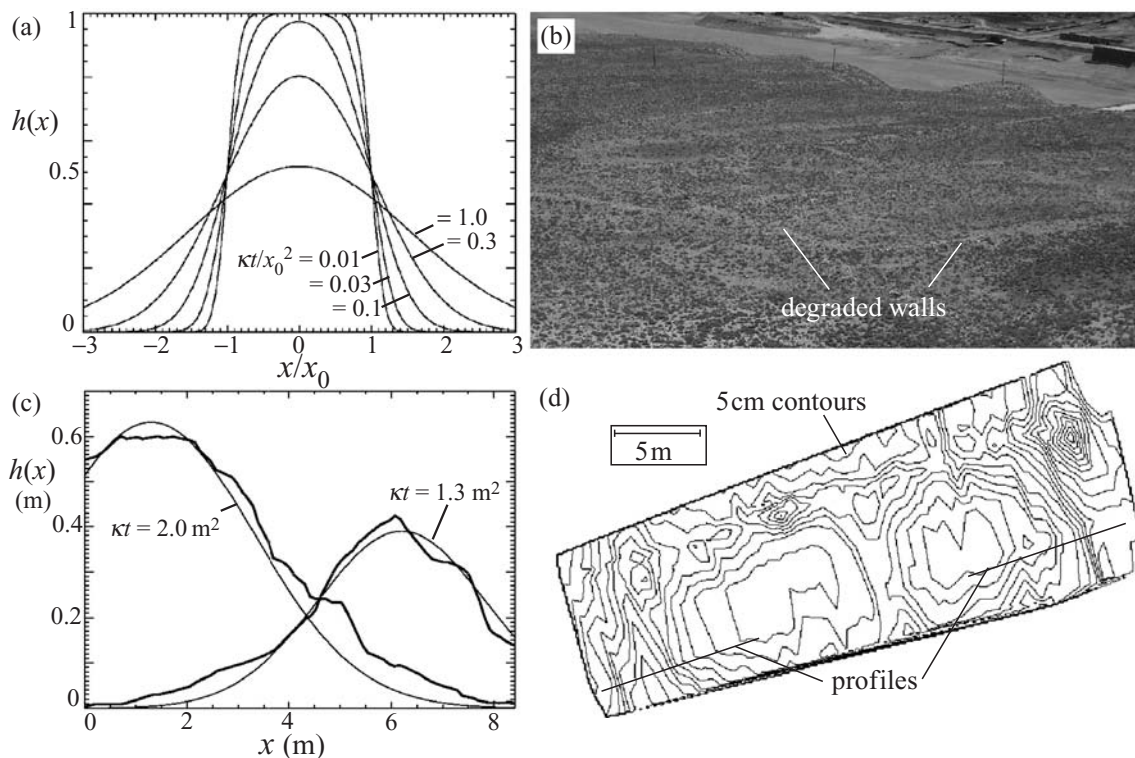 (a)
h(x)
1
0.5
0
−3
−2
−1
0
1
2
3
x/x₀
κt/x₀² = 0.01
= 0.03
= 0.1
= 0.3
= 1.0
(b)
degraded walls
(c)
h(x)
(m)
0.6
0.4
0.2
0
0
2
4
6
8
x (m)
κt = 2.0 m²
κt = 1.3 m²
(d)
5 cm contours
5 m
profiles